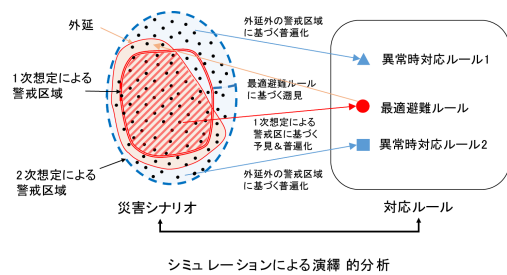 外延
外延外の警戒区域
に基づく普遍化
異常時対応ルール1
1次想定による
警戒区域
最適避難ルール
に基づく遡見
最適避難ルール
1次想定による
警戒区に基づく
予見&普遍化
異常時対応ルール2
2次想定による
警戒区域
外延外の警戒区域
に基づく普遍化
災害シナリオ
対応ルール
シミュレーションによる演繹的分析